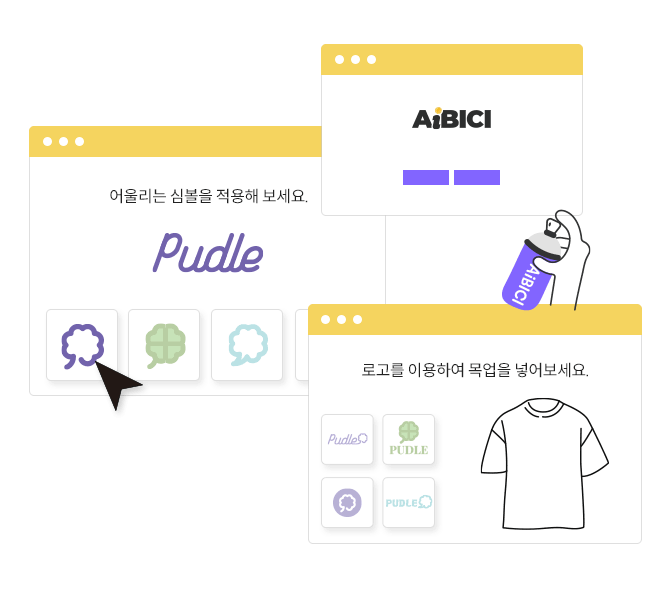 AiBICI
어울리는 심볼을 적용해 보세요.
Pudle
AiBICI
로고를 이용하여 목업을 넣어보세요.
Pudle
PUDLE
PUDLE